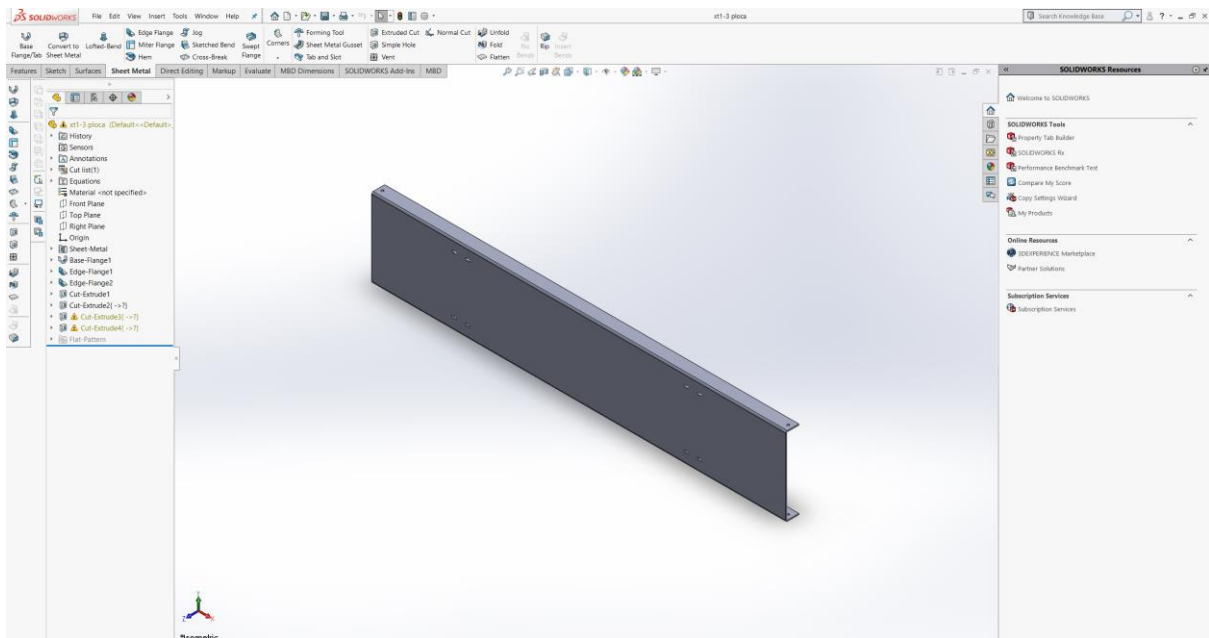 SOLIDWORKS File Edit View Insert Tools Window Help xt1-3 ploca Search Knowledge Base
Base Flange/Tab
Convert to Sheet Metal
Lofted-Bend
Edge Flange
Miter Flange
Hem
Jog
Sketched Bend
Cross-Break
Swept Flange
Corners
Forming Tool
Sheet Metal Gusset
Tab and Slot
Extruded Cut
Simple Hole
Vent
Normal Cut
Unfold
Fold
Flatten
No Bends
Rip
Insert Bends
Features Sketch Surfaces Sheet Metal Direct Editing Markup Evaluate MBD Dimensions SOLIDWORKS Add-Ins MBD
xt1-3 ploca (Default<<Default>_
History
Sensors
Annotations
Cut list(1)
Equations
Material <not specified>
Front Plane
Top Plane
Right Plane
Origin
Sheet-Metal
Base-Flange1
Edge-Flange1
Edge-Flange2
Cut-Extrude1
Cut-Extrude2{ ->?}
Cut-Extrude3{ ->?}
Cut-Extrude4{ ->?}
Flat-Pattern
SOLIDWORKS Resources
Welcome to SOLIDWORKS
SOLIDWORKS Tools
Property Tab Builder
SOLIDWORKS Rx
Performance Benchmark Test
Compare My Score
Copy Settings Wizard
My Products
Online Resources
3DEXPERIENCE Marketplace
Partner Solutions
Subscription Services
Subscription Services
Y
Z
X